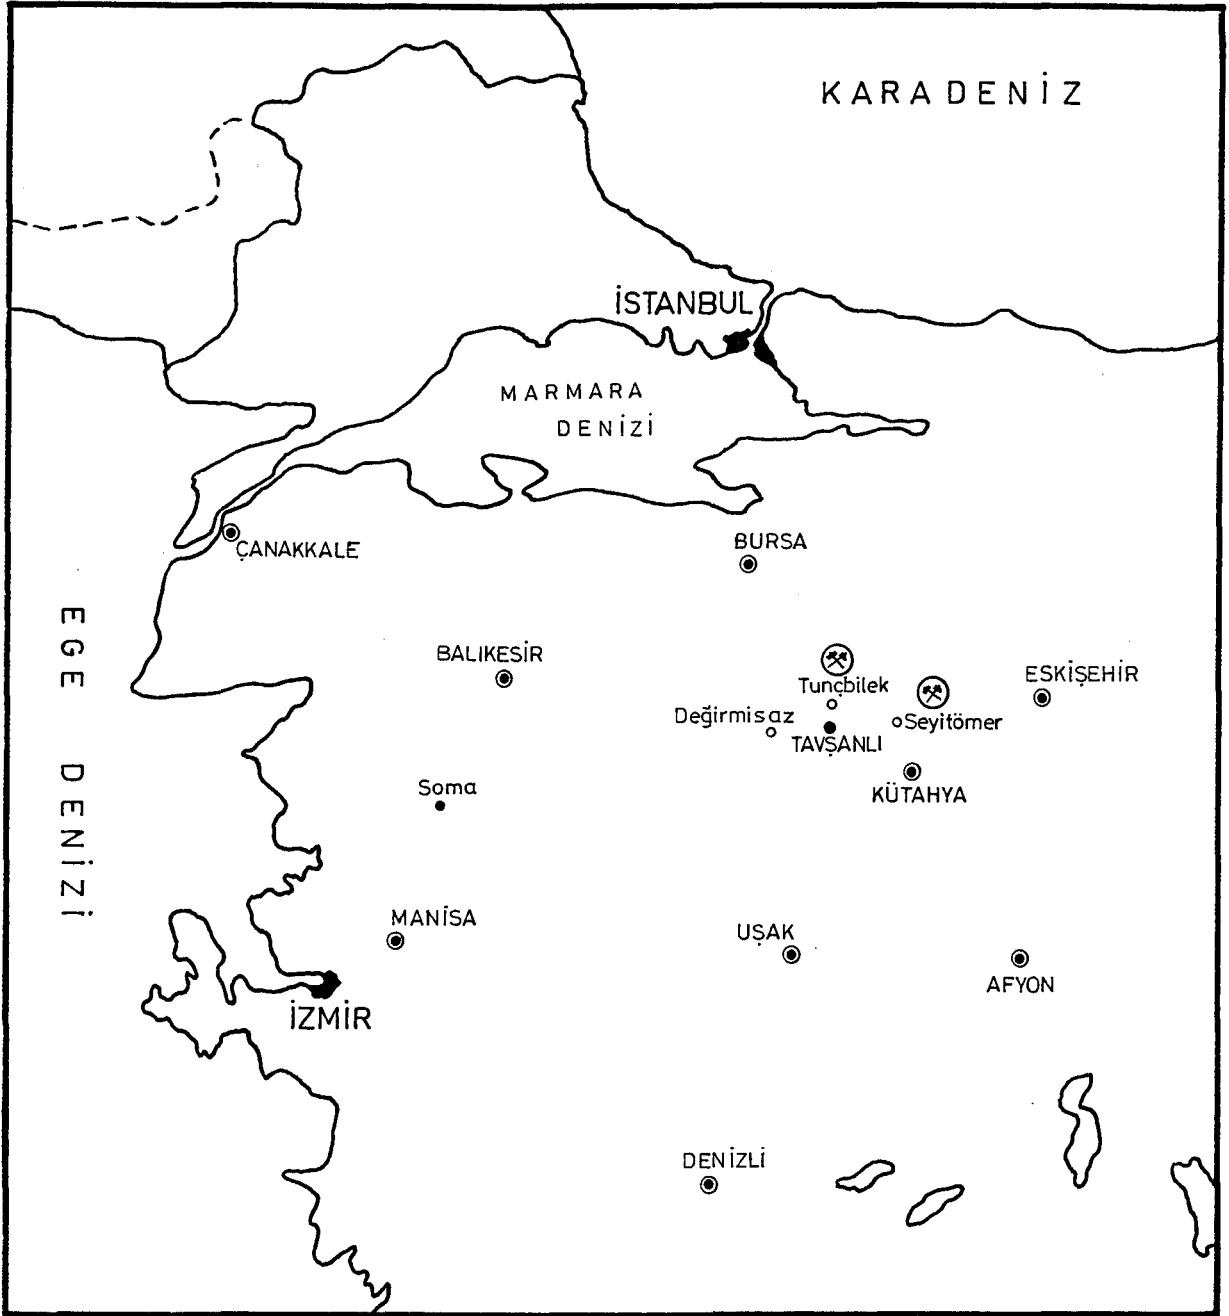 KARADENİZ
İSTANBUL
MARMARA
DENİZİ
ÇANAKKALE
BURSA
EGE DENİZİ
BALIKESİR
Tunçbilek
ESKİŞEHİR
Değirmisaz
Seyitömer
TAVŞANLI
KÜTAHYA
Soma
MANİSA
UŞAK
AFYON
İZMİR
DENİZLİ